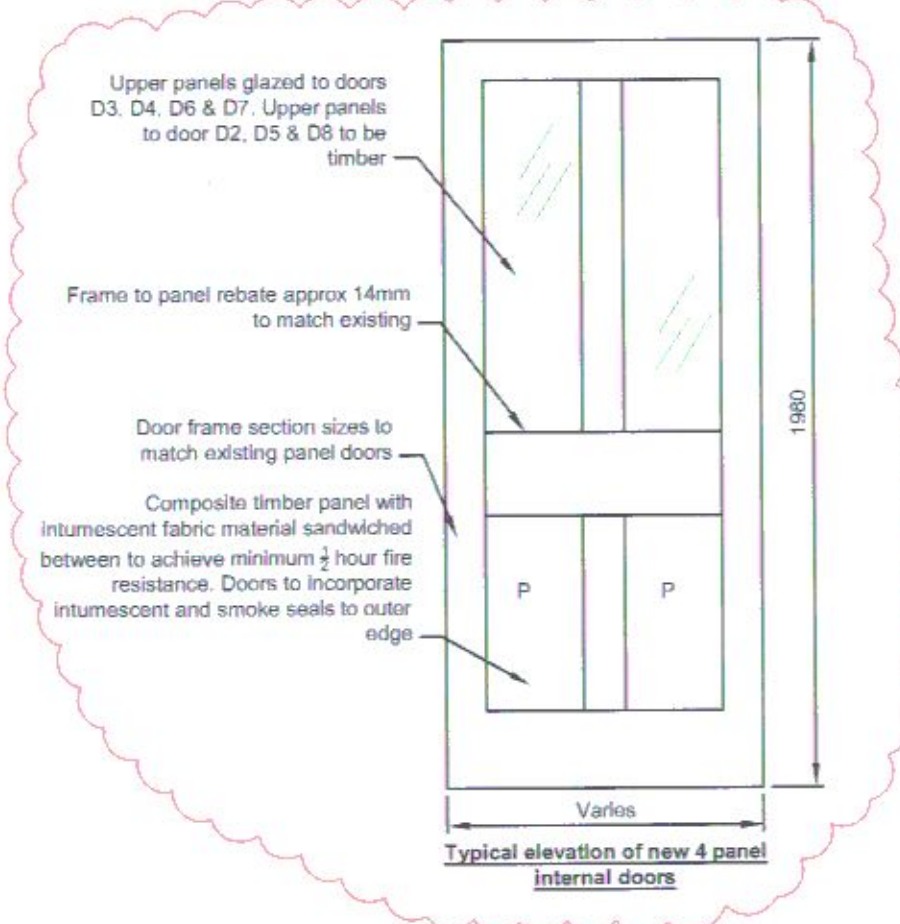 Upper panels glazed to doors
D3, D4, D6 & D7. Upper panels
to door D2, D5 & D8 to be
timber
Frame to panel rebate approx 14mm
to match existing
Door frame section sizes to
match existing panel doors
Composite timber panel with
intumescent fabric material sandwiched
between to achieve minimum ½ hour fire
resistance. Doors to incorporate
intumescent and smoke seals to outer
edge
P
P
1980
Varies
Typical elevation of new 4 panel
internal doors